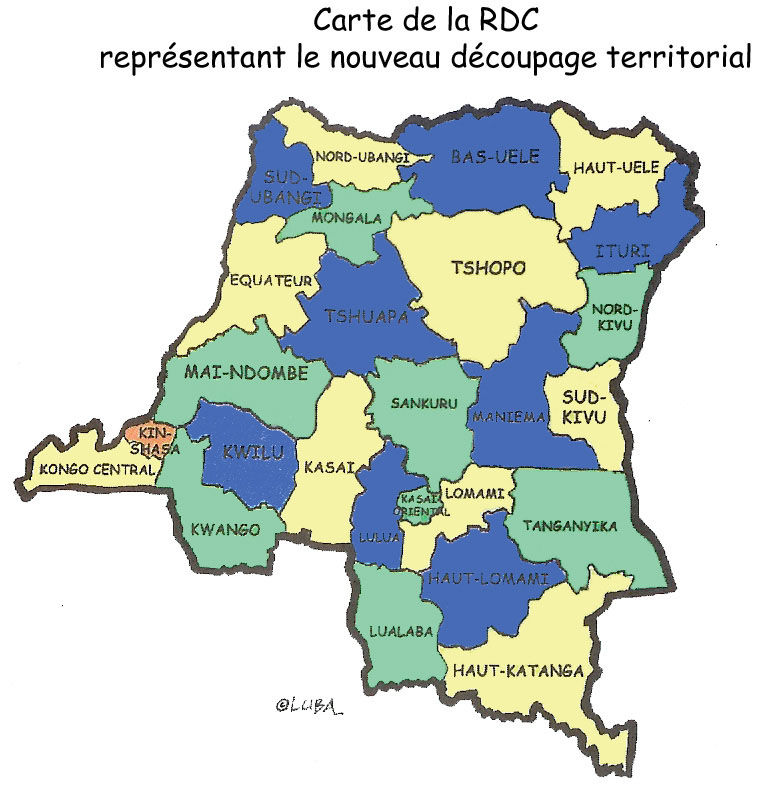 Carte de la RDC
représentant le nouveau découpage territorial
NORD-UBANGI
BAS-UELE
HAUT-UELE
SUD-
UBANGI
MONGALA
ITURI
TSHOPO
EQUATEUR
NORD-
KIVU
TSHUAPA
MAI-NDOMBE
SANKURU
MANIEMA
SUD-
KIVU
KIN-
SHASA
KONGO CENTRAL
KWILU
KASAI
KASAI
ORIENTAL
LOMAMI
KWANGO
LULUA
TANGANYIKA
HAUT-LOMAMI
LUALABA
HAUT-KATANGA
©LUBA